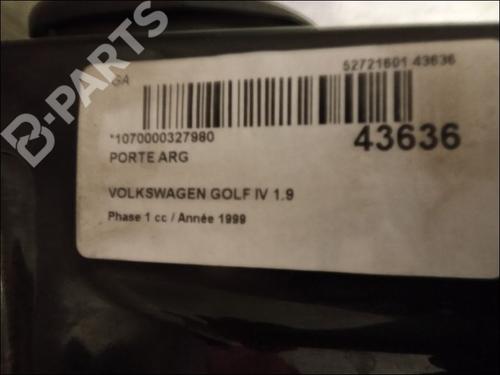 B-PARTS
GA
52721601 43636
*1070000327980
43636
PORTE ARG
VOLKSWAGEN GOLF IV 1.9
Phase 1 cc / Année 1999